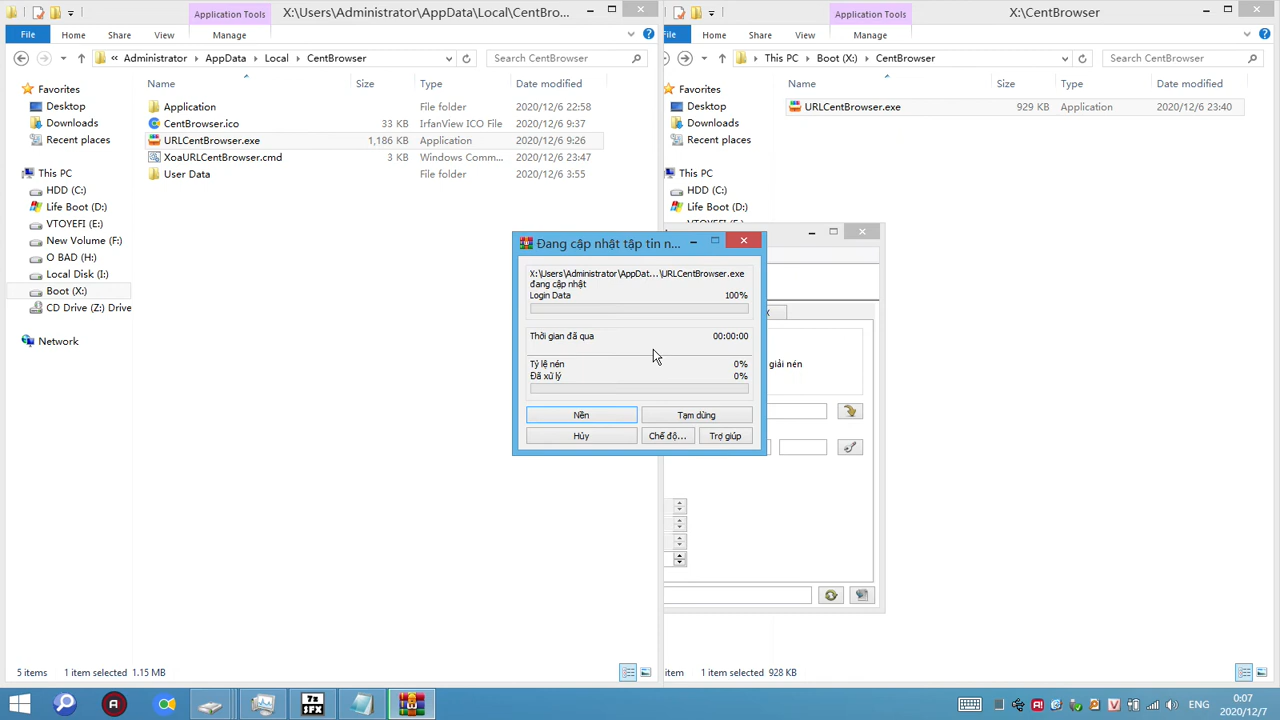 Application Tools
X:\Users\Administrator\AppData\Local\CentBro...
File
Home
Share
View
Manage
Administrator
AppData
Local
CentBrowser
Search CentBrowser
Favorites
Desktop
Downloads
Recent places
This PC
HDD (C:)
Life Boot (D:)
VTOYEFI (E:)
New Volume (F:)
O BAD (H:)
Local Disk (I:)
Boot (X:)
CD Drive (Z:) Drive
Network
Name
Size
Type
Date modified
Application
File folder
2020/12/6 22:58
CentBrowser.ico
33 KB
IrfanView ICO File
2020/12/6 9:37
URLCentBrowser.exe
1,186 KB
Application
2020/12/6 9:26
XoaURLCentBrowser.cmd
3 KB
Windows Comm...
2020/12/6 23:47
User Data
File folder
2020/12/6 3:55
5 items
1 item selected 1.15 MB
Application Tools
X:\CentBrowser
File
Home
Share
View
Manage
This PC
Boot (X:)
CentBrowser
Search CentBrowser
Favorites
Desktop
Downloads
Recent places
This PC
HDD (C:)
Life Boot (D:)
VTOYEFI (E:)
Name
Size
Type
Date modified
URLCentBrowser.exe
929 KB
Application
2020/12/6 23:40
item
1 item selected 928 KB
giải nén
Đang cập nhật tập tin n...
X:\Users\Administrator\AppDat...\URLCentBrowser.exe
đang cập nhật
Login Data
100%
Thời gian đã qua
00:00:00
Tỷ lệ nén
0%
Đã xử lý
0%
Nền
Tạm dừng
Hủy
Chế độ...
Trợ giúp
7z
SFX
ENG
0:07
2020/12/7